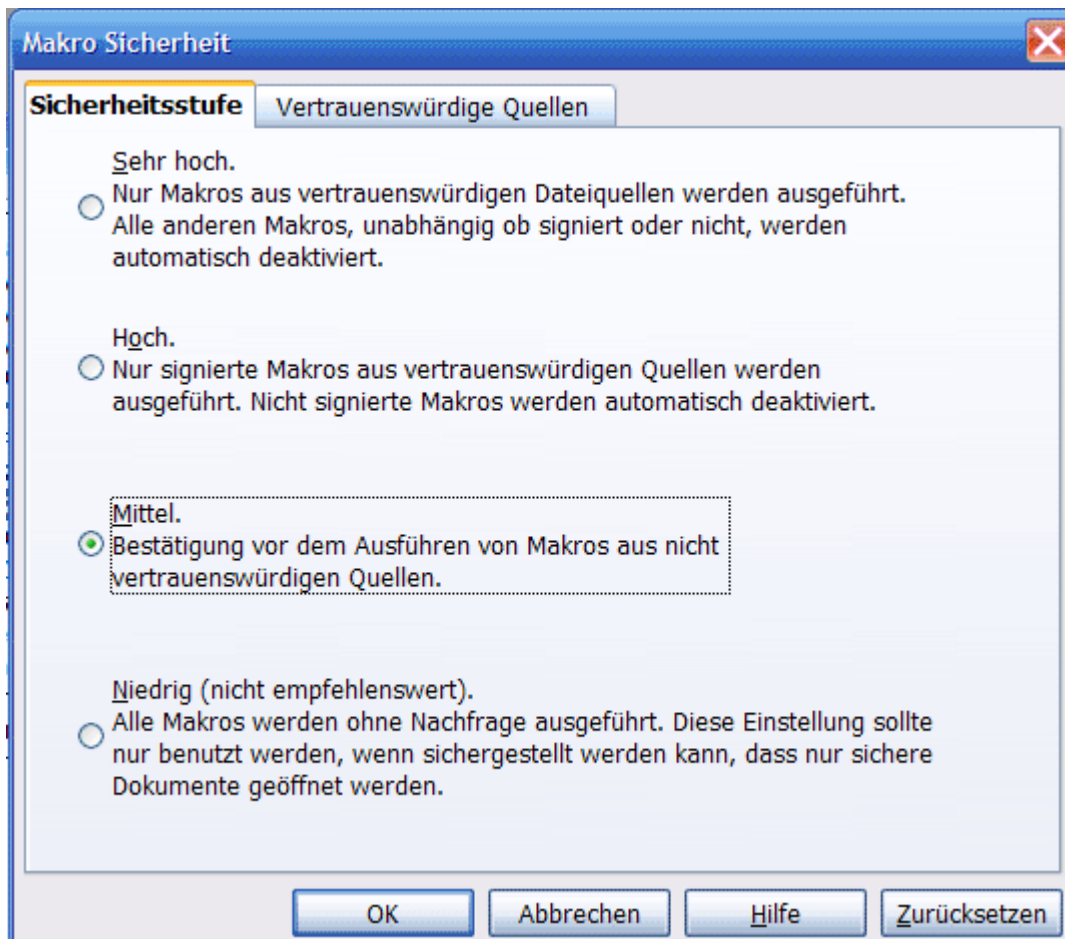 Makro Sicherheit
Sicherheitsstufe
Vertrauenswürdige Quellen
Sehr hoch.
Nur Makros aus vertrauenswürdigen Dateiquellen werden ausgeführt.
Alle anderen Makros, unabhängig ob signiert oder nicht, werden
automatisch deaktiviert.
Hoch.
Nur signierte Makros aus vertrauenswürdigen Quellen werden
ausgeführt. Nicht signierte Makros werden automatisch deaktiviert.
Mittel.
Bestätigung vor dem Ausführen von Makros aus nicht
vertrauenswürdigen Quellen.
Niedrig (nicht empfehlenswert).
Alle Makros werden ohne Nachfrage ausgeführt. Diese Einstellung sollte
nur benutzt werden, wenn sichergestellt werden kann, dass nur sichere
Dokumente geöffnet werden.
OK
Abbrechen
Hilfe
Zurücksetzen